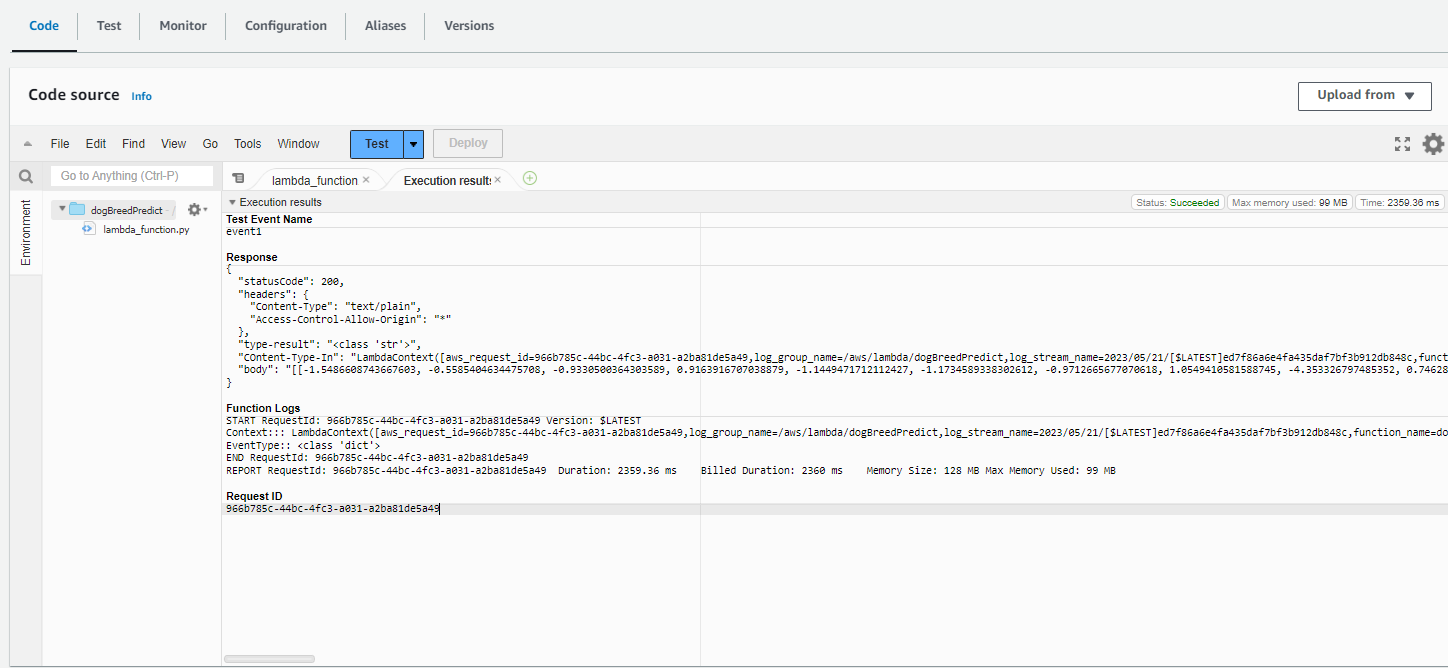 Code Test Monitor Configuration Aliases Versions
Code source Info Upload from
File Edit Find View Go Tools Window Test Deploy
Go to Anything (Ctrl-P) lambda_function Execution results
Environment
dogBreedPredict /
lambda_function.py
Execution results Status: Succeeded Max memory used: 99 MB Time: 2359.36 ms
Test Event Name
event1
Response
{
"statusCode": 200,
"headers": {
"Content-Type": "text/plain",
"Access-Control-Allow-Origin": "*"
},
"type-result": "<class 'str'>",
"COntent-Type-In": "LambdaContext([aws_request_id=966b785c-44bc-4fc3-a031-a2ba81de5a49,log_group_name=/aws/lambda/dogBreedPredict,log_stream_name=2023/05/21/[$LATEST]ed7f86a6e4fa435daf7bf3b912db848c,funct
"body": "[[-1.5486608743667603, -0.5585404634475708, -0.9330500364303589, 0.9163916707038879, -1.1449471712112427, -1.1734589338302612, -0.9712665677070618, 1.0549410581588745, -4.353326797485352, 0.74628
}
Function Logs
START RequestId: 966b785c-44bc-4fc3-a031-a2ba81de5a49 Version: $LATEST
Context::: LambdaContext([aws_request_id=966b785c-44bc-4fc3-a031-a2ba81de5a49,log_group_name=/aws/lambda/dogBreedPredict,log_stream_name=2023/05/21/[$LATEST]ed7f86a6e4fa435daf7bf3b912db848c,function_name=do
EventType:: <class 'dict'>
END RequestId: 966b785c-44bc-4fc3-a031-a2ba81de5a49
REPORT RequestId: 966b785c-44bc-4fc3-a031-a2ba81de5a49 Duration: 2359.36 ms Billed Duration: 2360 ms Memory Size: 128 MB Max Memory Used: 99 MB
Request ID
966b785c-44bc-4fc3-a031-a2ba81de5a49